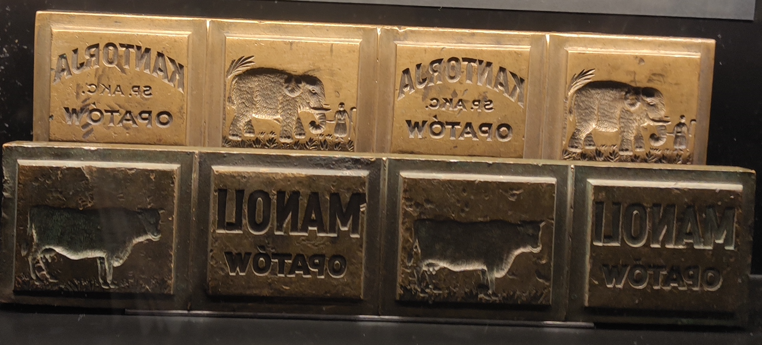 KANTORJA
SP. AKC.
OPATÓW
KANTORJA
SP. AKC.
OPATÓW
MANOLI
OPATÓW
MANOLI
OPATÓW